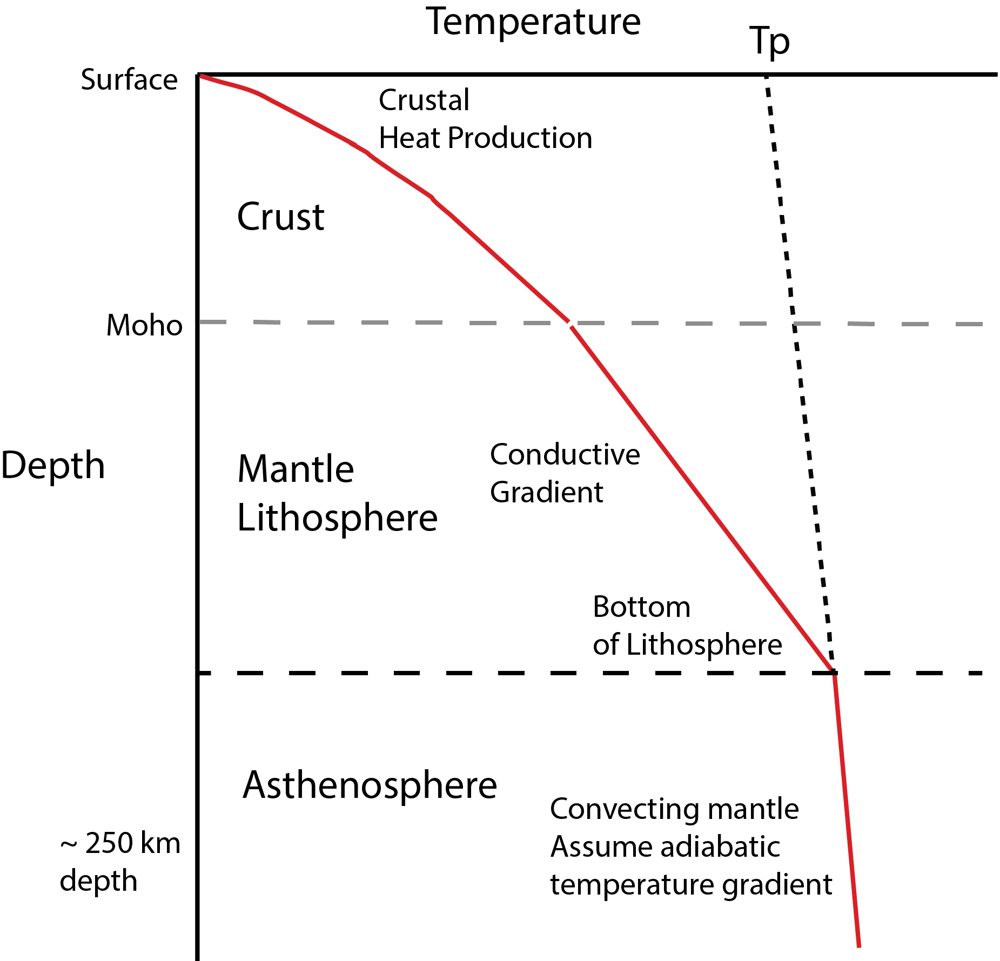 Temperature
Tp
Surface
Crustal
Heat Production
Crust
Moho
Depth
Mantle
Lithosphere
Conductive
Gradient
Bottom
of Lithosphere
Asthenosphere
Convecting mantle
Assume adiabatic
temperature gradient
~ 250 km
depth